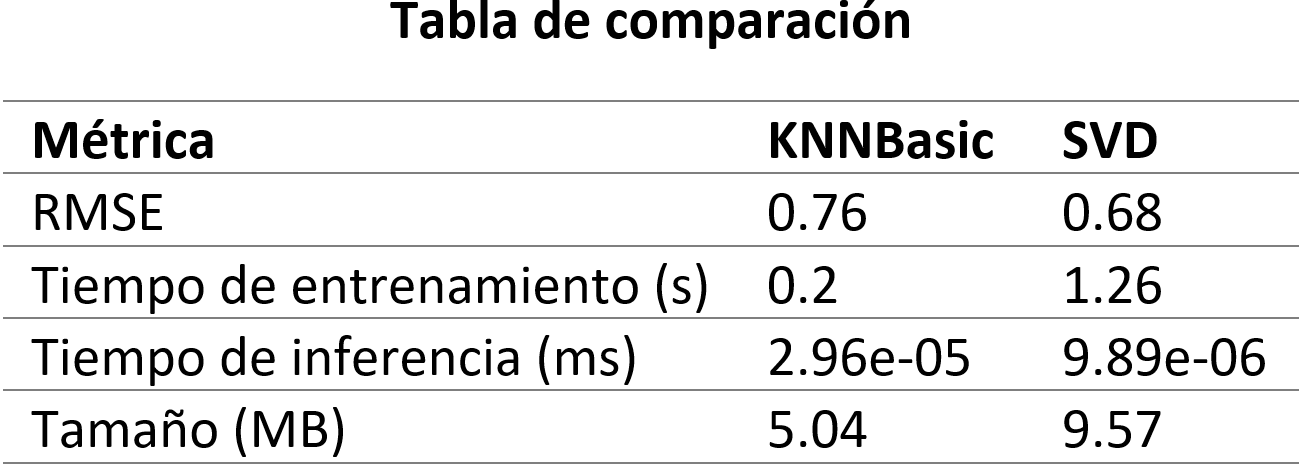 Tabla de comparación
Métrica KNNBasic SVD
RMSE 0.76 0.68
Tiempo de entrenamiento (s) 0.2 1.26
Tiempo de inferencia (ms) 2.96e-05 9.89e-06
Tamaño (MB) 5.04 9.57